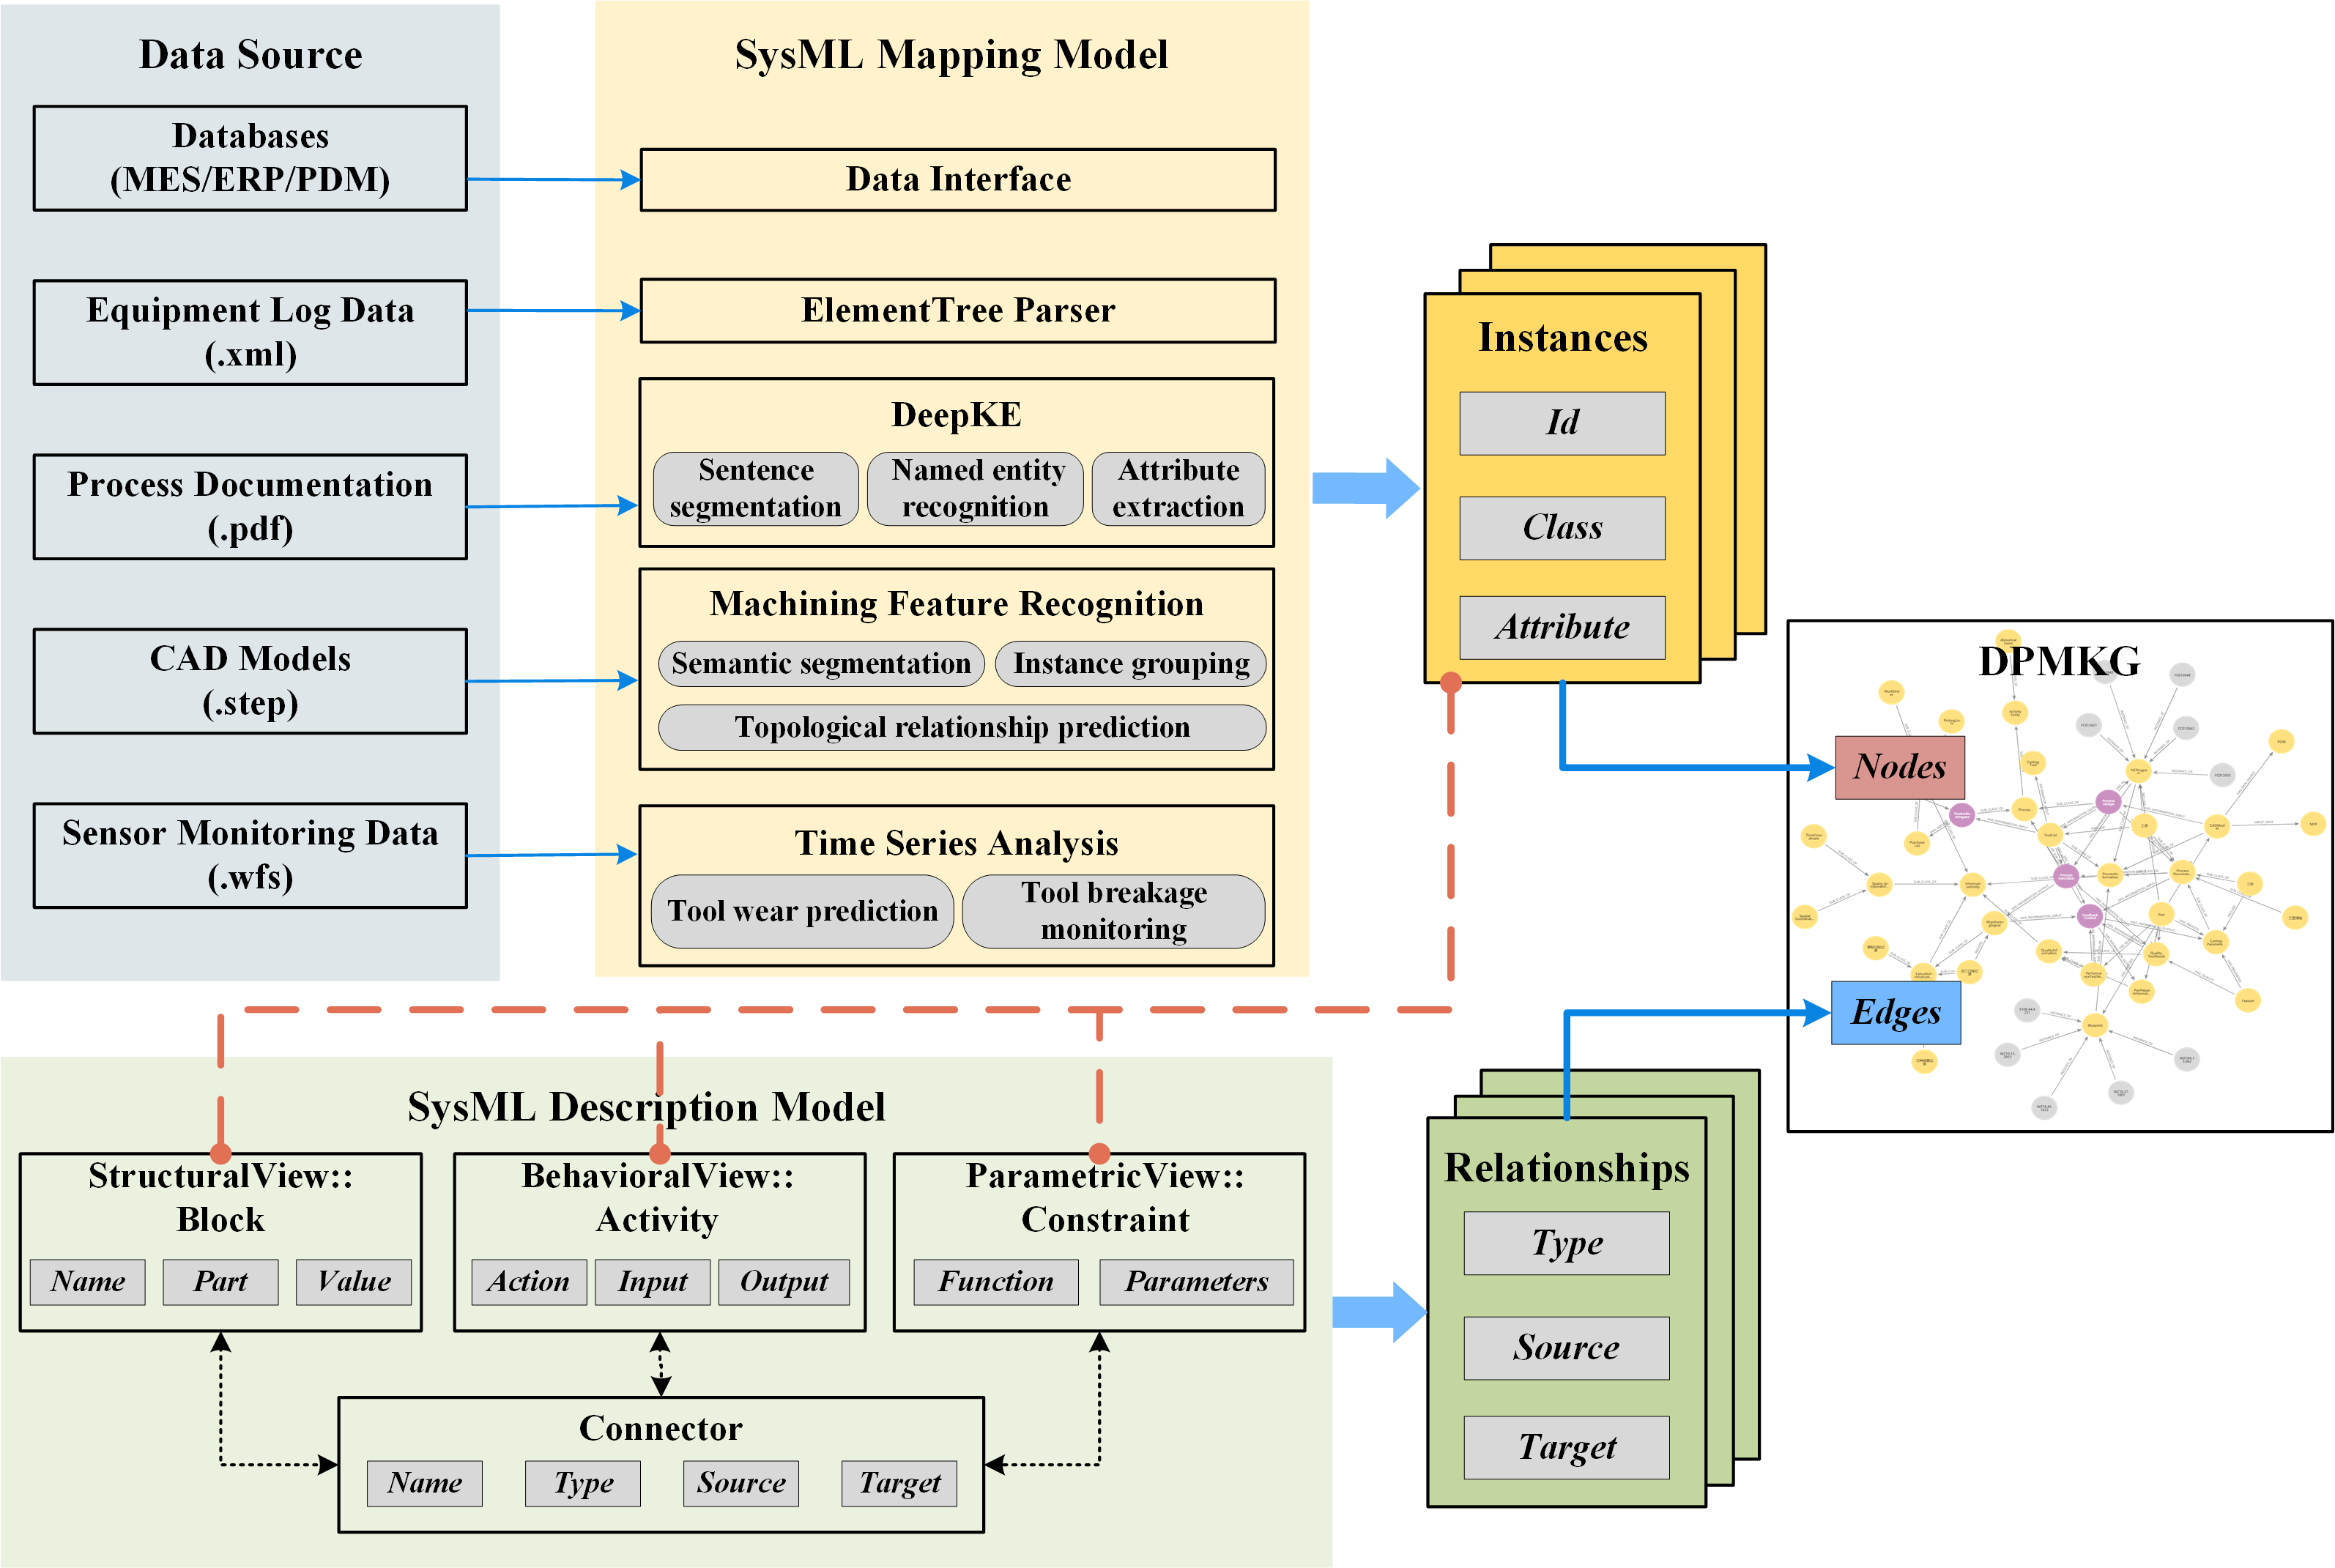 Data Source
Databases
(MES/ERP/PDM)
Equipment Log Data
(.xml)
Process Documentation
(.pdf)
CAD Models
(.step)
Sensor Monitoring Data
(.wfs)
SysML Mapping Model
Data Interface
ElementTree Parser
DeepKE
Sentence
segmentation
Named entity
recognition
Attribute
extraction
Machining Feature Recognition
Semantic segmentation
Instance grouping
Topological relationship prediction
Time Series Analysis
Tool wear prediction
Tool breakage
monitoring
Instances
Id
Class
Attribute
DPMKG
Nodes
Edges
SysML Description Model
StructuralView::
Block
Name
Part
Value
BehavioralView::
Activity
Action
Input
Output
ParametricView::
Constraint
Function
Parameters
Connector
Name
Type
Source
Target
Relationships
Type
Source
Target